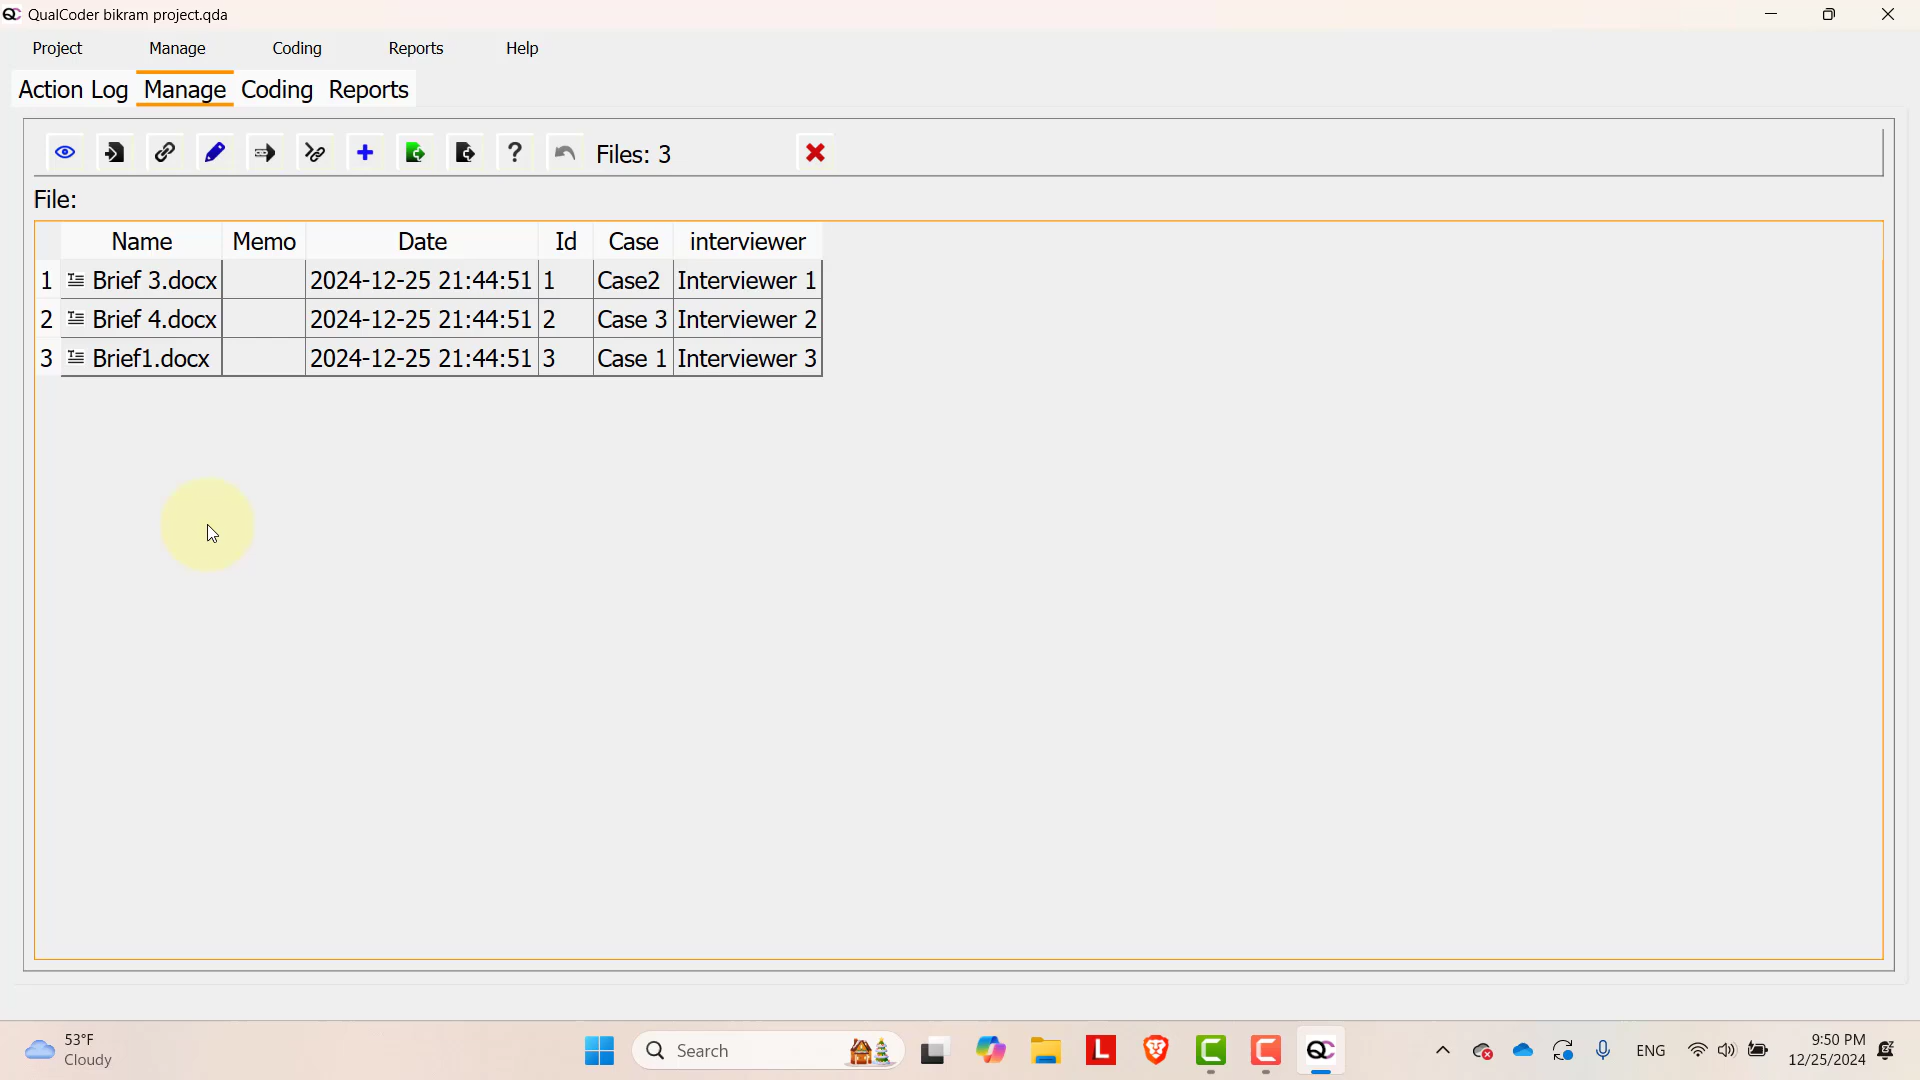 QualCoder bikram project.qda
Project Manage Coding Reports Help
Action Log Manage Coding Reports
Files: 3
File:
Name Memo Date Id Case interviewer
1 Brief 3.docx 2024-12-25 21:44:51 1 Case2 Interviewer 1
2 Brief 4.docx 2024-12-25 21:44:51 2 Case 3 Interviewer 2
3 Brief1.docx 2024-12-25 21:44:51 3 Case 1 Interviewer 3
53°F
Cloudy
Search
ENG
9:50 PM
12/25/2024